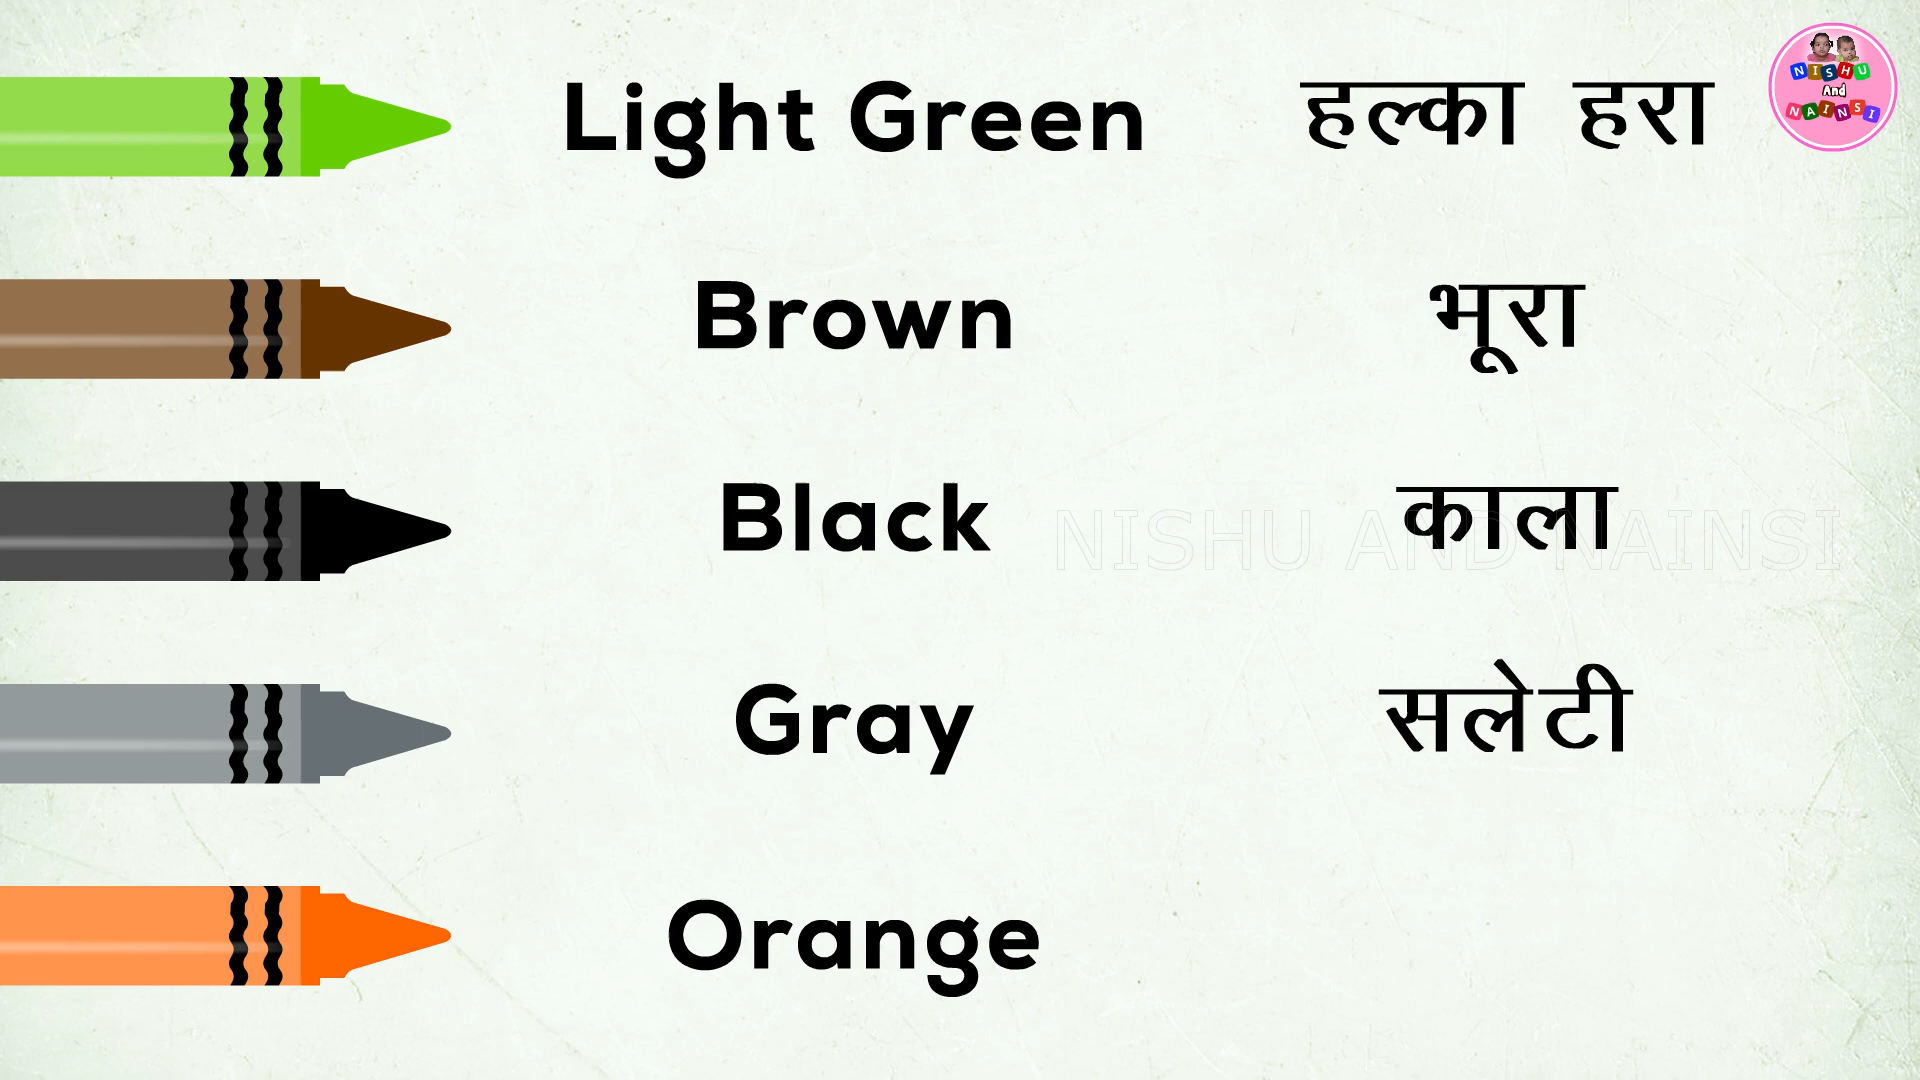 Light Green हल्का हरा
Brown भूरा
Black काला
Gray सलेटी
Orange
NISHU And NAINSI
NISHU AND NAINSI